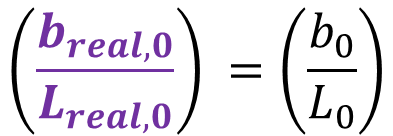 (b_real,0 / L_real,0) = (b_0 / L_0)